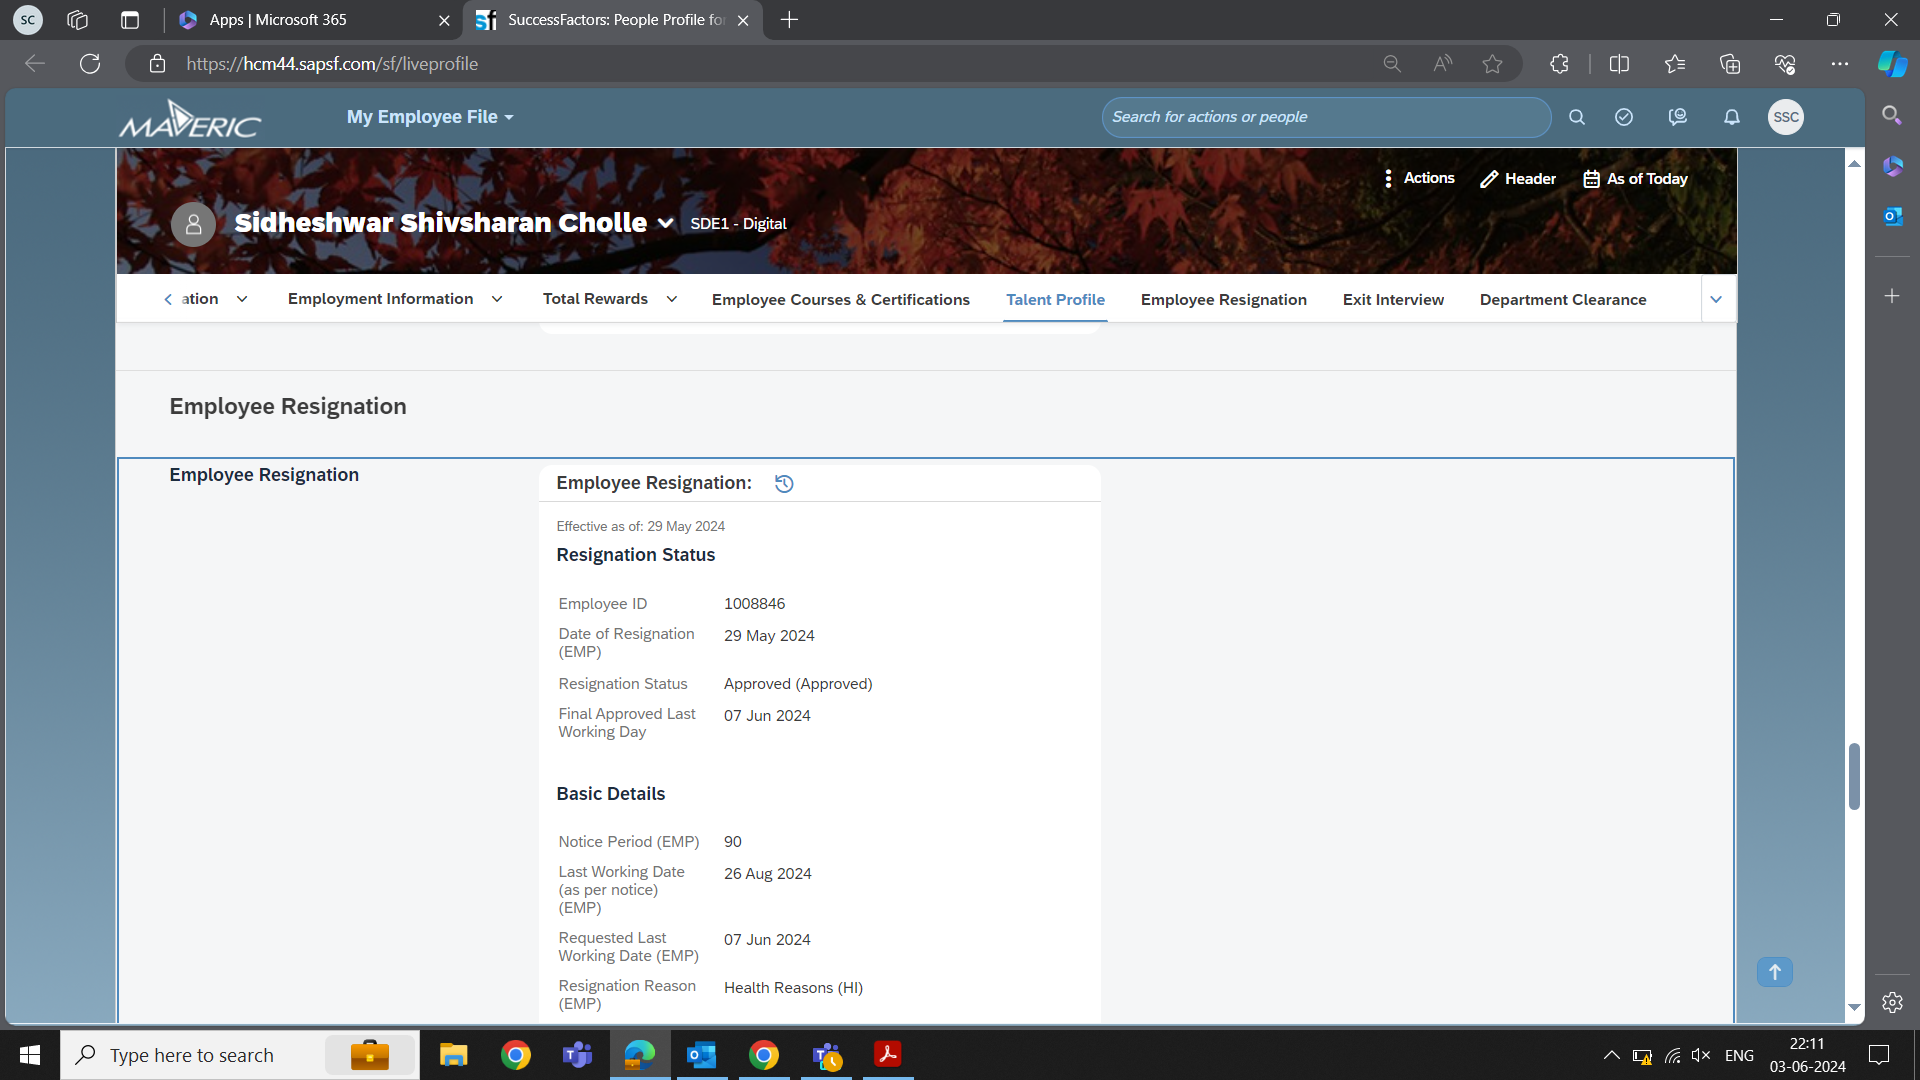 SC
Apps | Microsoft 365
SuccessFactors: People Profile for
https://hcm44.sapsf.com/sf/liveprofile
MAVERIC
My Employee File
Search for actions or people
SSC
Actions
Header
As of Today
Sidheshwar Shivsharan Cholle
SDE1 - Digital
ation
Employment Information
Total Rewards
Employee Courses & Certifications
Talent Profile
Employee Resignation
Exit Interview
Department Clearance
Employee Resignation
Employee Resignation
Employee Resignation:
Effective as of: 29 May 2024
Resignation Status
Employee ID 1008846
Date of Resignation
(EMP)
29 May 2024
Resignation Status Approved (Approved)
Final Approved Last
Working Day
07 Jun 2024
Basic Details
Notice Period (EMP) 90
Last Working Date
(as per notice)
(EMP)
26 Aug 2024
Requested Last
Working Date (EMP)
07 Jun 2024
Resignation Reason
(EMP)
Health Reasons (HI)
Type here to search
ENG
22:11
03-06-2024